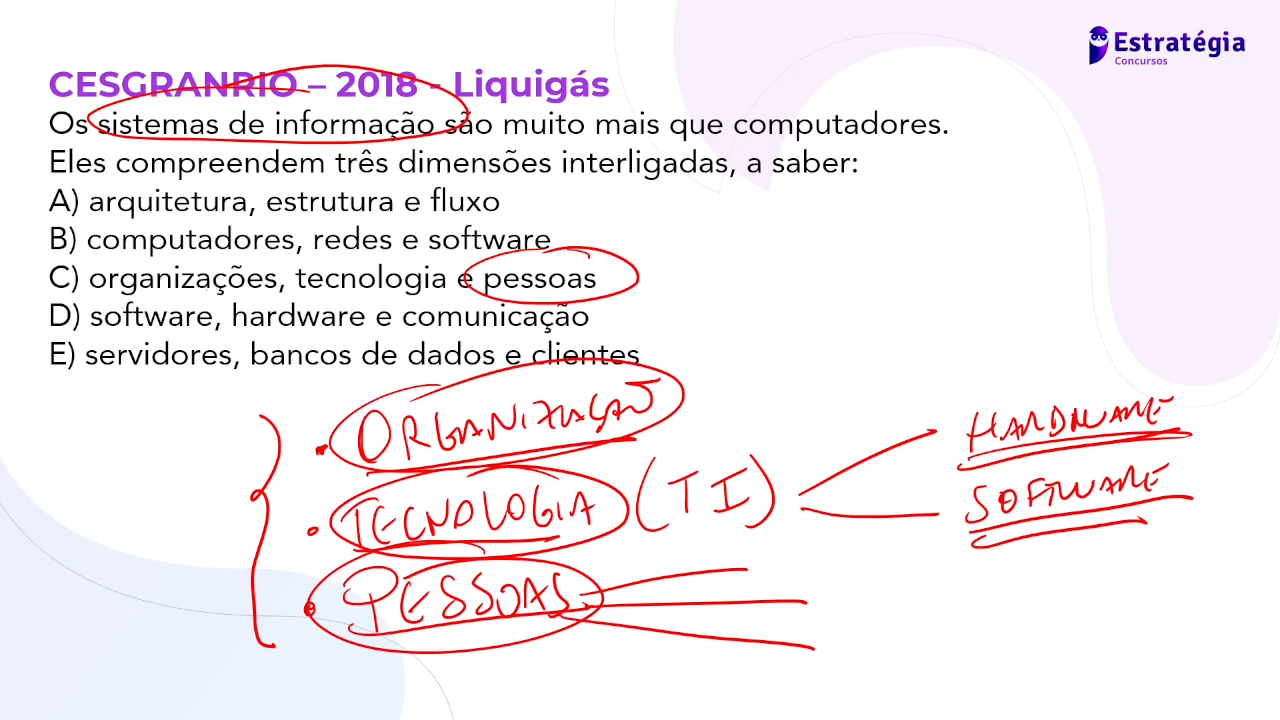 Estratégia
Concursos
CESGRANRIO – 2018 - Liquigás
Os sistemas de informação são muito mais que computadores.
Eles compreendem três dimensões interligadas, a saber:
A) arquitetura, estrutura e fluxo
B) computadores, redes e software
C) organizações, tecnologia e pessoas
D) software, hardware e comunicação
E) servidores, bancos de dados e clientes
• ORGANIZAÇÃO
• TECNOLOGIA (TI)
• PESSOAS
HARDWARE
SOFTWARE